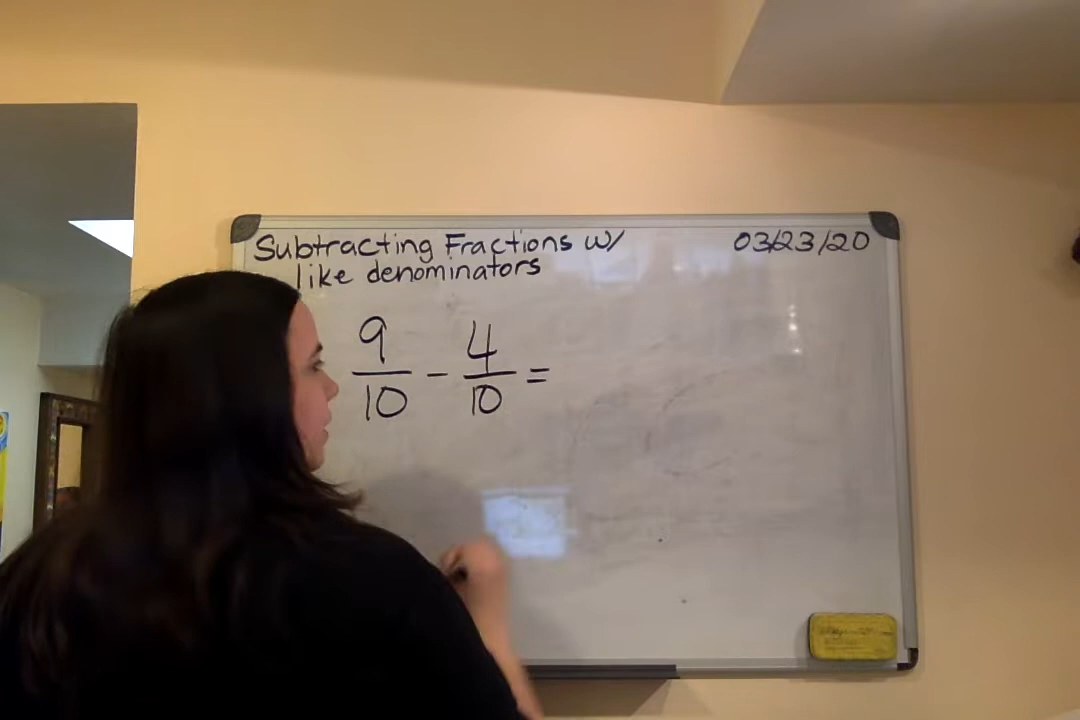 Subtracting Fractions w/
like denominators
03/23/20
9/10 - 4/10 =